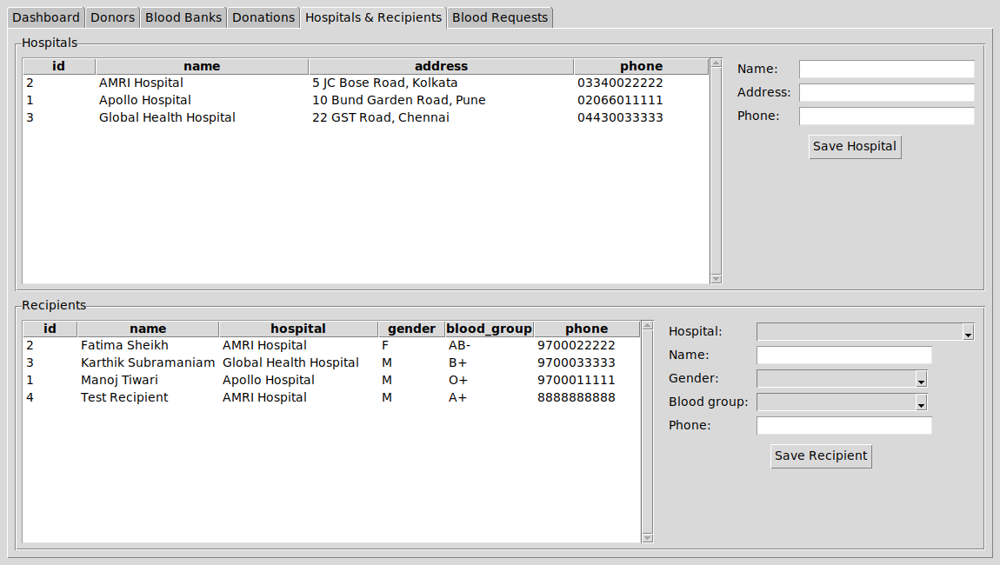 Dashboard Donors Blood Banks Donations Hospitals & Recipients Blood Requests
Hospitals
id name address phone
2 AMRI Hospital 5 JC Bose Road, Kolkata 03340022222
1 Apollo Hospital 10 Bund Garden Road, Pune 02066011111
3 Global Health Hospital 22 GST Road, Chennai 04430033333
Name:
Address:
Phone:
Save Hospital
Recipients
id name hospital gender blood_group phone
2 Fatima Sheikh AMRI Hospital F AB- 9700022222
3 Karthik Subramaniam Global Health Hospital M B+ 9700033333
1 Manoj Tiwari Apollo Hospital M O+ 9700011111
4 Test Recipient AMRI Hospital M A+ 8888888888
Hospital:
Name:
Gender:
Blood group:
Phone:
Save Recipient